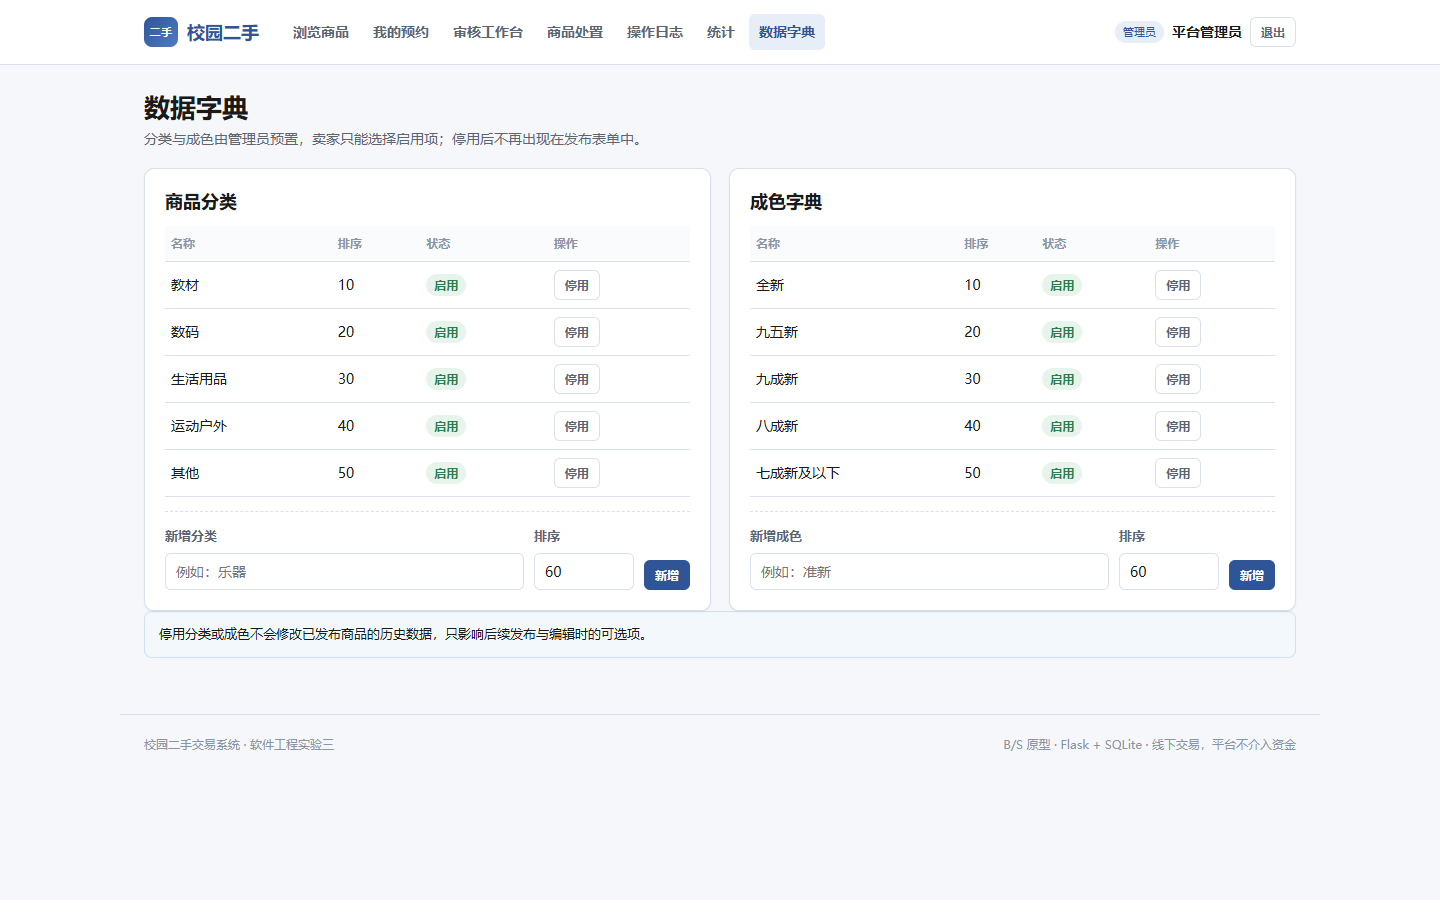 二手 校园二手 浏览商品 我的预约 审核工作台 商品处置 操作日志 统计 数据字典 管理员 平台管理员 退出
数据字典
分类与成色由管理员预置，卖家只能选择启用项；停用后不再出现在发布表单中。
商品分类
名称 排序 状态 操作
教材 10 启用 停用
数码 20 启用 停用
生活用品 30 启用 停用
运动户外 40 启用 停用
其他 50 启用 停用
新增分类 排序
例如：乐器 60 新增
成色字典
名称 排序 状态 操作
全新 10 启用 停用
九五新 20 启用 停用
九成新 30 启用 停用
八成新 40 启用 停用
七成新及以下 50 启用 停用
新增成色 排序
例如：准新 60 新增
停用分类或成色不会修改已发布商品的历史数据，只影响后续发布与编辑时的可选项。
校园二手交易系统 · 软件工程实验三
B/S 原型 · Flask + SQLite · 线下交易，平台不介入资金